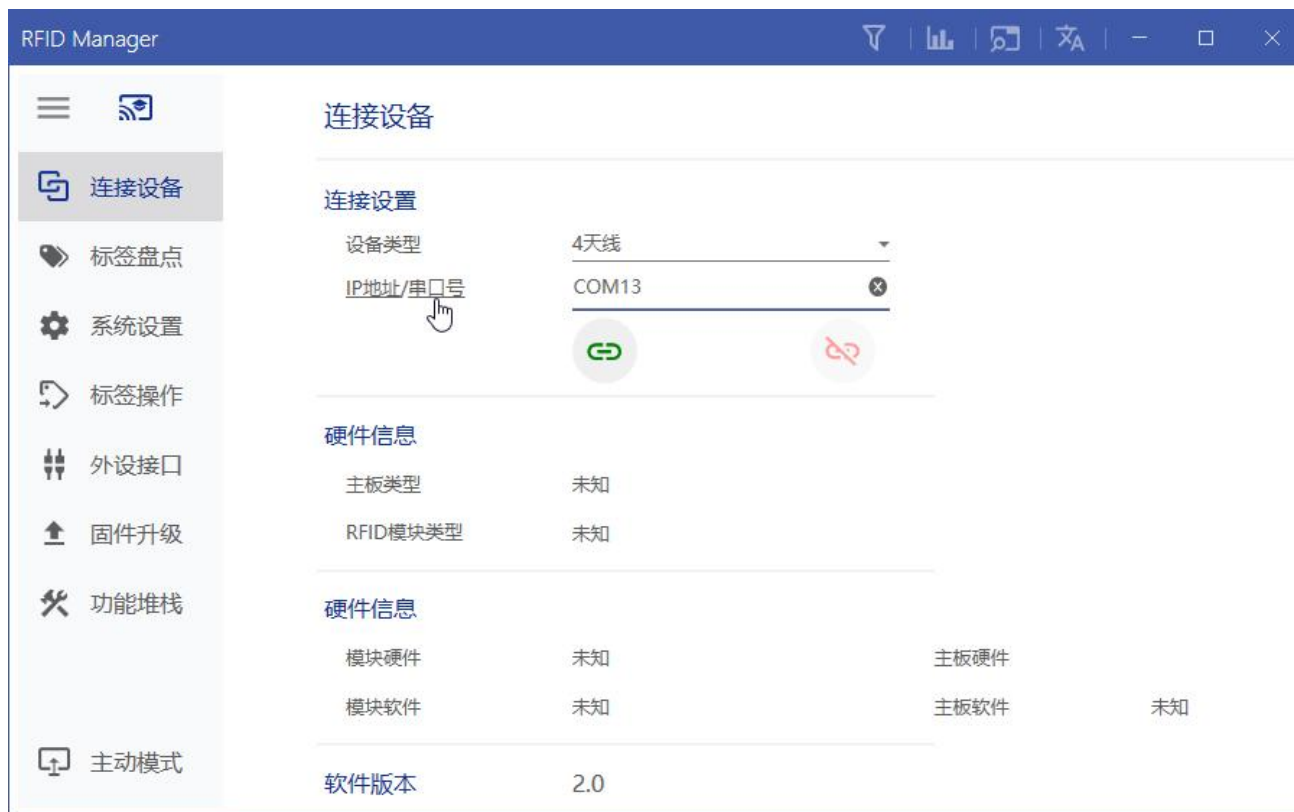 RFID Manager
连接设备
连接设备
标签盘点
系统设置
标签操作
外设接口
固件升级
功能堆栈
主动模式
连接设置
设备类型 4天线
IP地址/串口号 COM13
硬件信息
主板类型 未知
RFID模块类型 未知
硬件信息
模块硬件 未知 主板硬件
模块软件 未知 主板软件 未知
软件版本 2.0